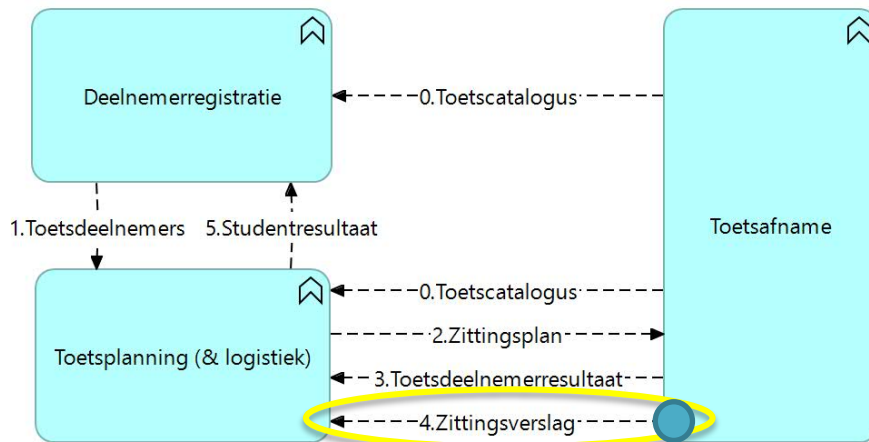 Deelnemerregistratie
0.Toetscatalogus
Toetsafname
1.Toetsdeelnemers
5.Studentresultaat
Toetsplanning (& logistiek)
0.Toetscatalogus
2.Zittingsplan
3.Toetsdeelnemerresultaat
4.Zittingsverslag